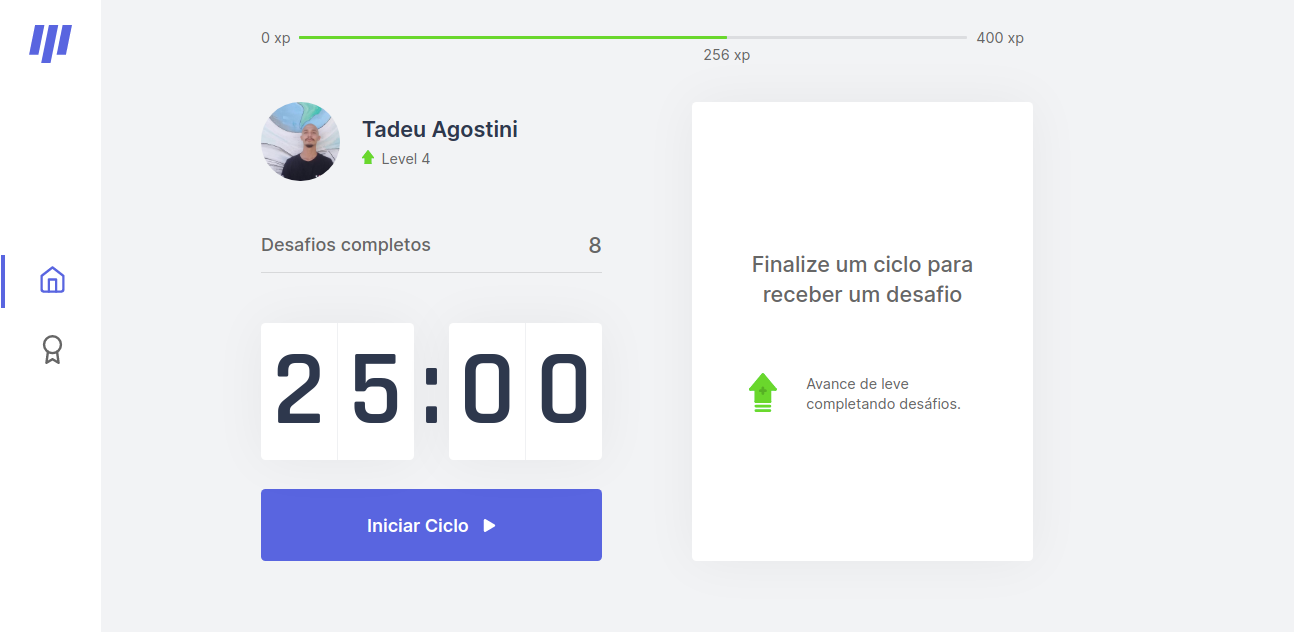 0 xp
400 xp
256 xp
Tadeu Agostini
Level 4
Desafios completos
8
25:00
Iniciar Ciclo
Finalize um ciclo para
receber um desafio
Avance de leve
completando desáfios.